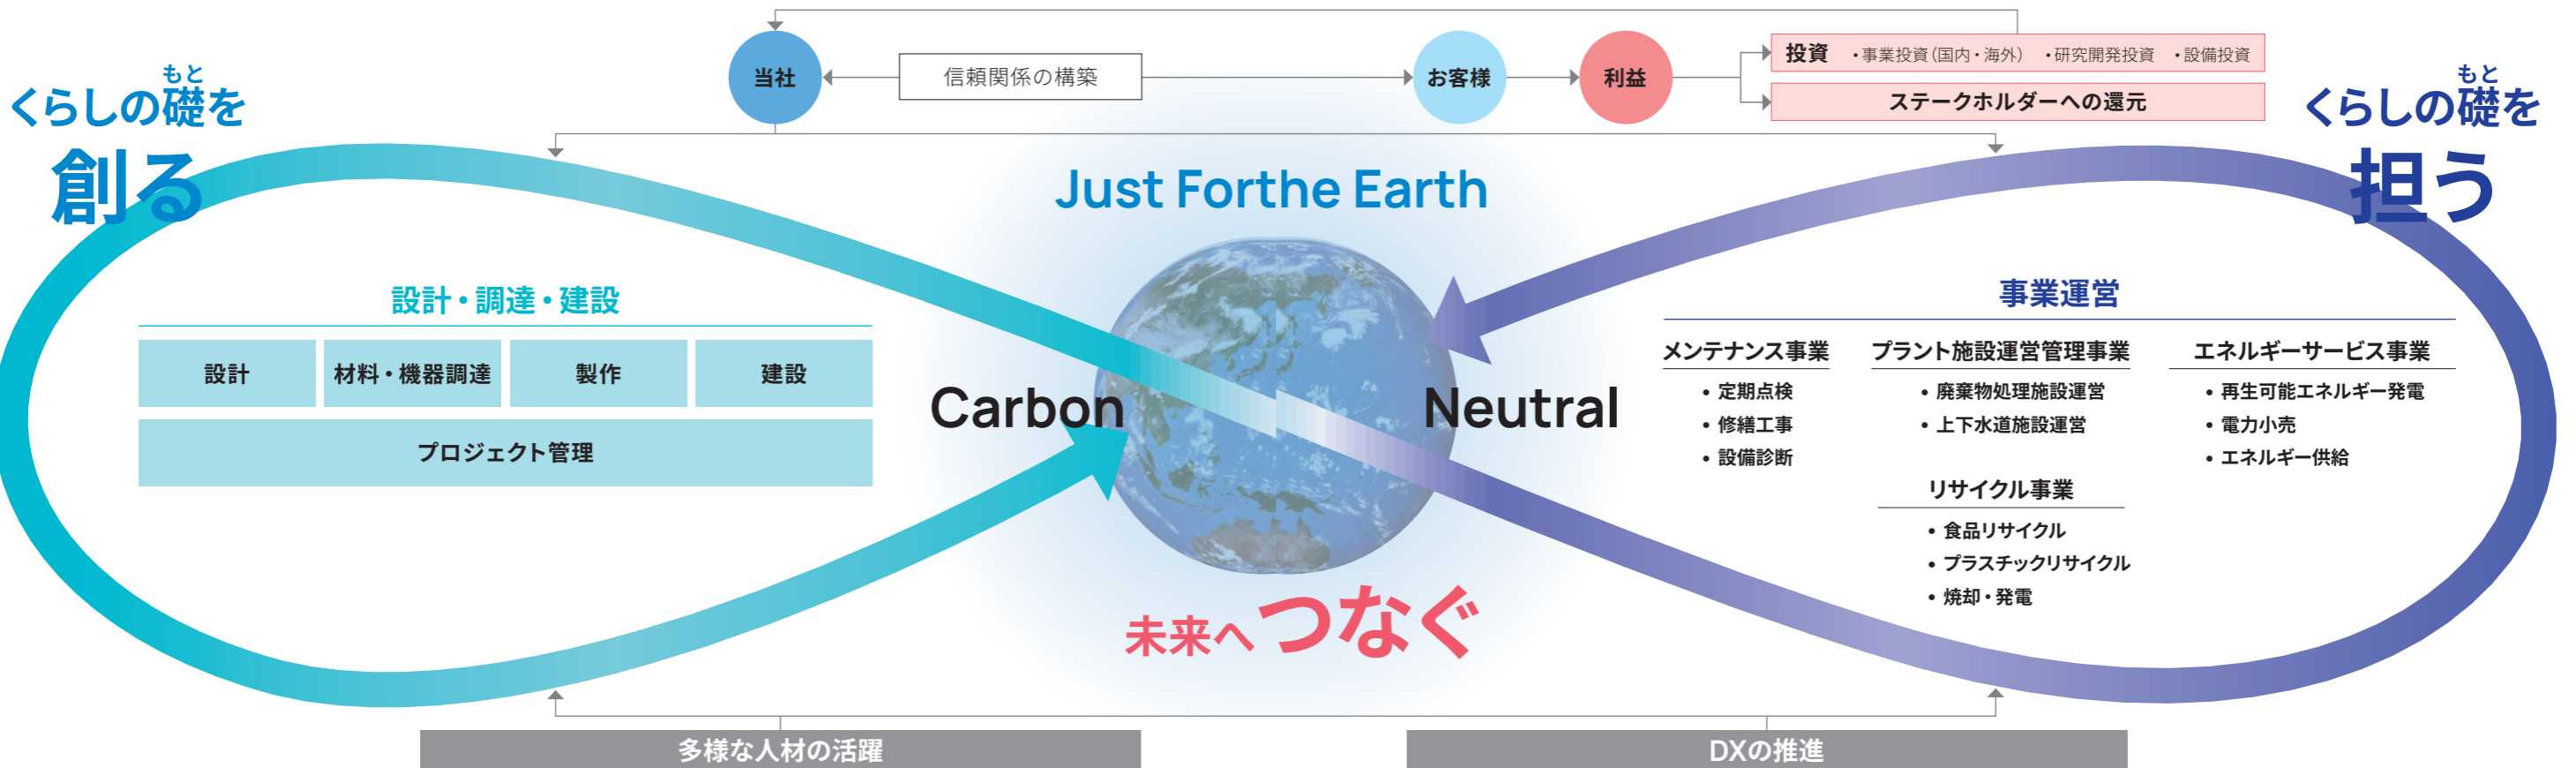 当社
信頼関係の構築
お客様
利益
投資 ・事業投資(国内・海外) ・研究開発投資 ・設備投資
ステークホルダーへの還元
もと
くらしの礎を
創る
もと
くらしの礎を
担う
Just Forthe Earth
設計・調達・建設
設計
材料・機器調達
製作
建設
プロジェクト管理
Carbon
Neutral
未来へつなぐ
事業運営
メンテナンス事業
• 定期点検
• 修繕工事
• 設備診断
プラント施設運営管理事業
• 廃棄物処理施設運営
• 上下水道施設運営
エネルギーサービス事業
• 再生可能エネルギー発電
• 電力小売
• エネルギー供給
リサイクル事業
• 食品リサイクル
• プラスチックリサイクル
• 焼却・発電
多様な人材の活躍
DXの推進